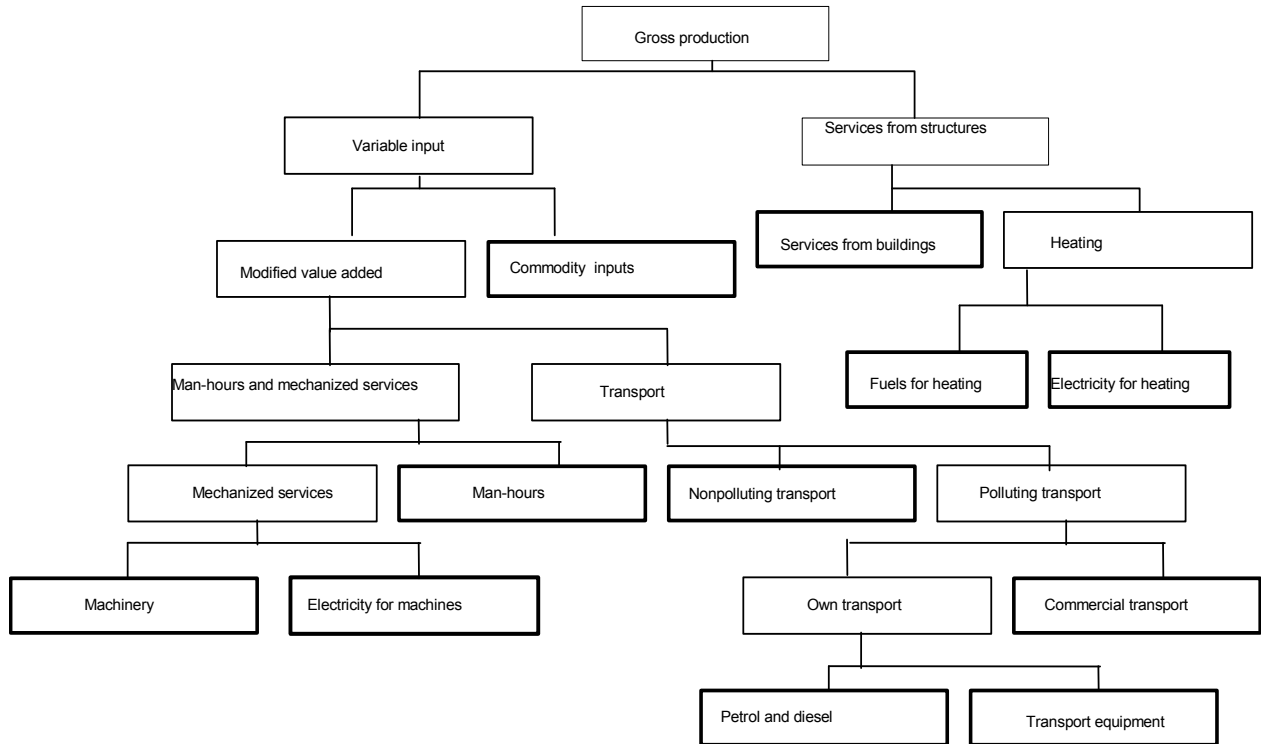 Gross production
Variable input
Services from structures
Modified value added
Commodity inputs
Services from buildings
Heating
Man-hours and mechanized services
Transport
Fuels for heating
Electricity for heating
Mechanized services
Man-hours
Nonpolluting transport
Polluting transport
Machinery
Electricity for machines
Own transport
Commercial transport
Petrol and diesel
Transport equipment